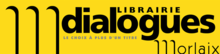 LIBRAIRIE
dialogues
LE CHOIX À PLUS D'UN TITRE
Morlaix